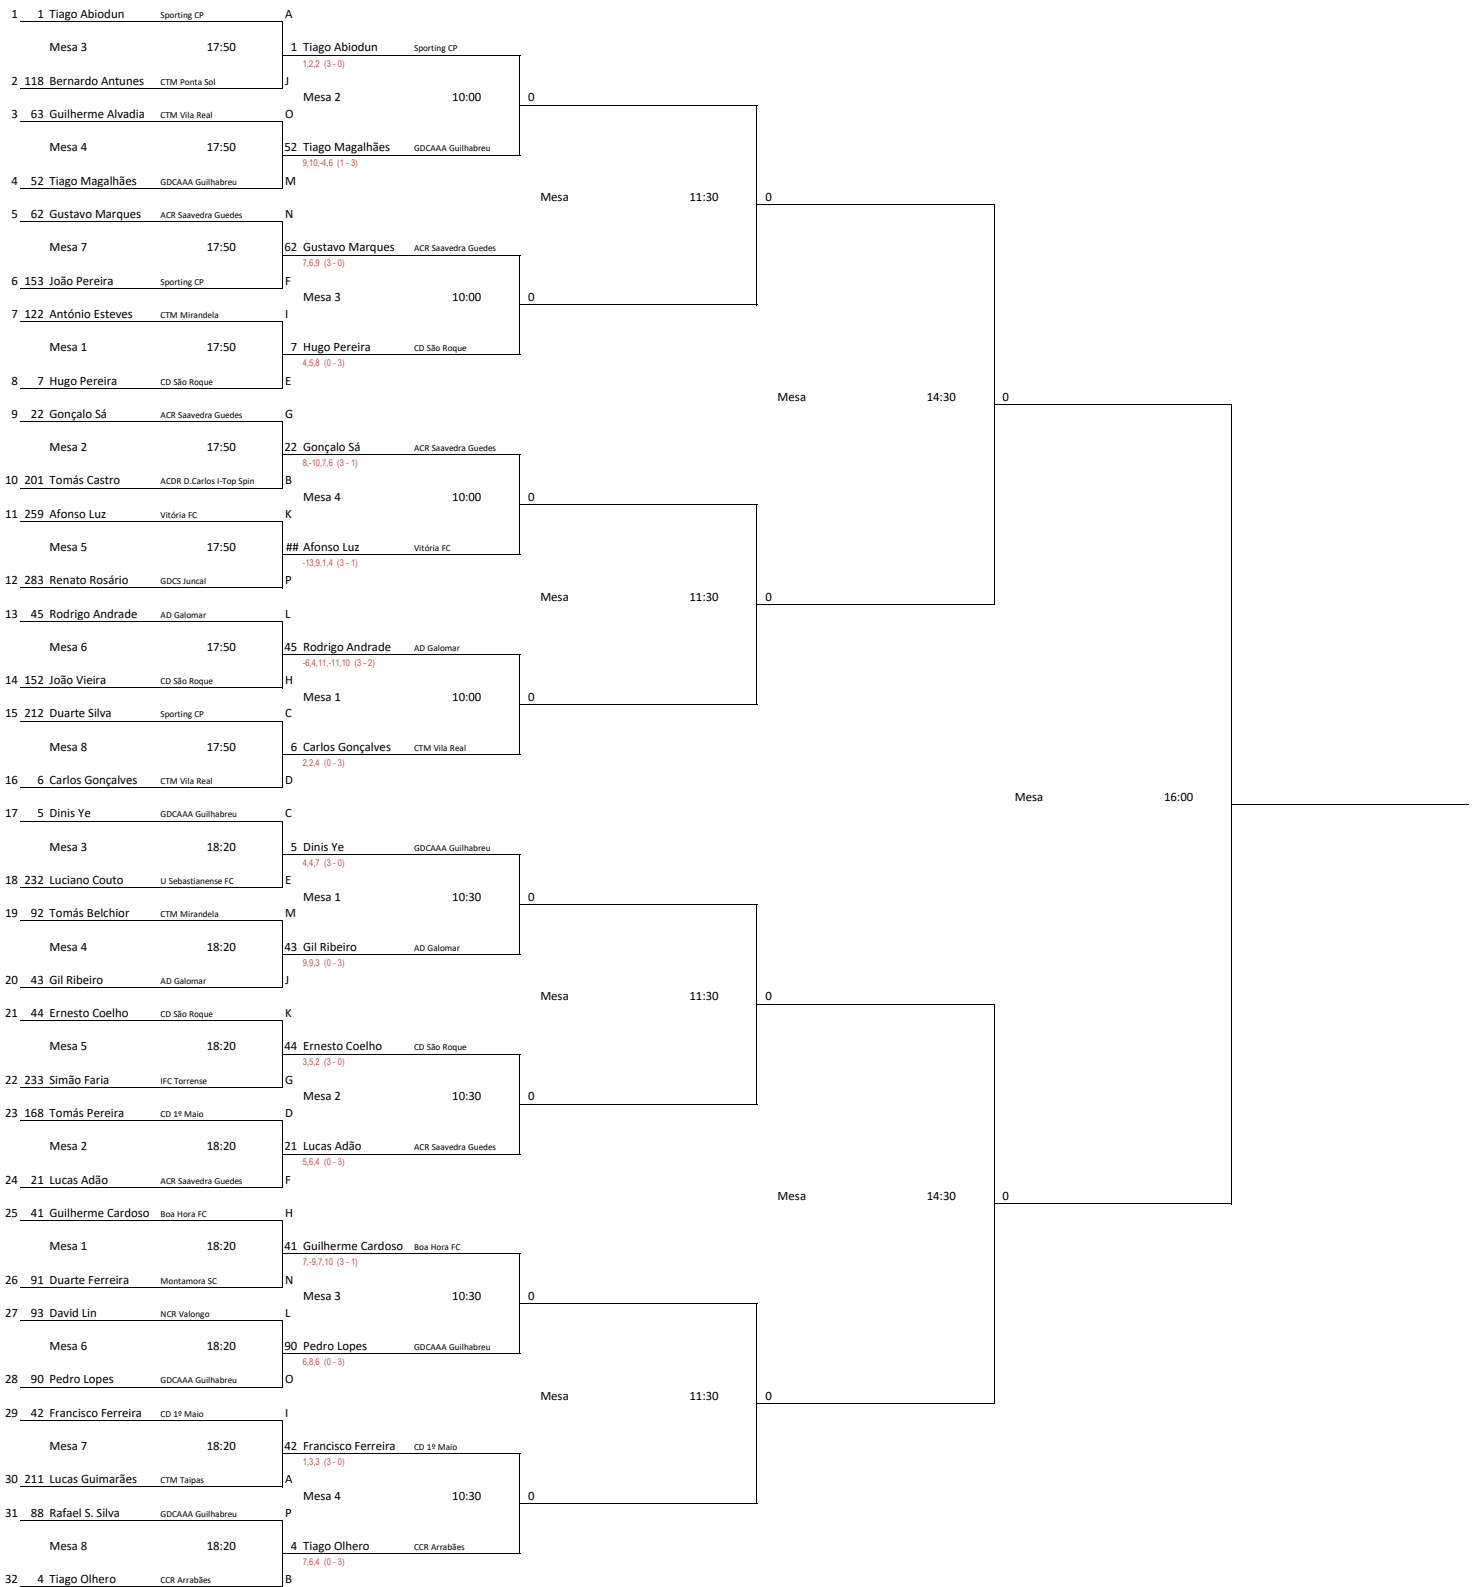 1 1 Tiago Abiodun Sporting CP A
Mesa 3 17:50 1 Tiago Abiodun Sporting CP
1,2,2 (3 - 0)
2 118 Bernardo Antunes CTM Ponta Sol J
Mesa 2 10:00 0
3 63 Guilherme Alvadia CTM Vila Real O
Mesa 4 17:50 52 Tiago Magalhães GDCAAA Guilhabreu
9,10,-4,6 (1 - 3)
4 52 Tiago Magalhães GDCAAA Guilhabreu M
Mesa 11:30 0
5 62 Gustavo Marques ACR Saavedra Guedes N
Mesa 7 17:50 62 Gustavo Marques ACR Saavedra Guedes
7,6,9 (3 - 0)
6 153 João Pereira Sporting CP F
Mesa 3 10:00 0
7 122 António Esteves CTM Mirandela I
Mesa 1 17:50 7 Hugo Pereira CD São Roque
4,5,8 (0 - 3)
8 7 Hugo Pereira CD São Roque E
Mesa 14:30 0
9 22 Gonçalo Sá ACR Saavedra Guedes G
Mesa 2 17:50 22 Gonçalo Sá ACR Saavedra Guedes
8,-10,7,6 (3 - 1)
10 201 Tomás Castro ACDR D.Carlos I-Top Spin B
Mesa 4 10:00 0
11 259 Afonso Luz Vitória FC K
Mesa 5 17:50 ## Afonso Luz Vitória FC
-13,9,1,4 (3 - 1)
12 283 Renato Rosário GDCS Juncal P
Mesa 11:30 0
13 45 Rodrigo Andrade AD Galomar L
Mesa 6 17:50 45 Rodrigo Andrade AD Galomar
-6,4,11,-11,10 (3 - 2)
14 152 João Vieira CD São Roque H
Mesa 1 10:00 0
15 212 Duarte Silva Sporting CP C
Mesa 8 17:50 6 Carlos Gonçalves CTM Vila Real
2,2,4 (0 - 3)
16 6 Carlos Gonçalves CTM Vila Real D
Mesa 16:00
17 5 Dinis Ye GDCAAA Guilhabreu C
Mesa 3 18:20 5 Dinis Ye GDCAAA Guilhabreu
4,4,7 (3 - 0)
18 232 Luciano Couto U Sebastianense FC E
Mesa 1 10:30 0
19 92 Tomás Belchior CTM Mirandela M
Mesa 4 18:20 43 Gil Ribeiro AD Galomar
9,9,3 (0 - 3)
20 43 Gil Ribeiro AD Galomar J
Mesa 11:30 0
21 44 Ernesto Coelho CD São Roque K
Mesa 5 18:20 44 Ernesto Coelho CD São Roque
3,5,2 (3 - 0)
22 233 Simão Faria IFC Torrense G
Mesa 2 10:30 0
23 168 Tomás Pereira CD 1º Maio D
Mesa 2 18:20 21 Lucas Adão ACR Saavedra Guedes
5,6,4 (0 - 3)
24 21 Lucas Adão ACR Saavedra Guedes F
Mesa 14:30 0
25 41 Guilherme Cardoso Boa Hora FC H
Mesa 1 18:20 41 Guilherme Cardoso Boa Hora FC
7,-9,7,10 (3 - 1)
26 91 Duarte Ferreira Montamora SC N
Mesa 3 10:30 0
27 93 David Lin NCR Valongo L
Mesa 6 18:20 90 Pedro Lopes GDCAAA Guilhabreu
6,8,6 (0 - 3)
28 90 Pedro Lopes GDCAAA Guilhabreu O
Mesa 11:30 0
29 42 Francisco Ferreira CD 1º Maio I
Mesa 7 18:20 42 Francisco Ferreira CD 1º Maio
1,3,3 (3 - 0)
30 211 Lucas Guimarães CTM Taipas A
Mesa 4 10:30 0
31 88 Rafael S. Silva GDCAAA Guilhabreu P
Mesa 8 18:20 4 Tiago Olhero CCR Arrabães
7,6,4 (0 - 3)
32 4 Tiago Olhero CCR Arrabães B